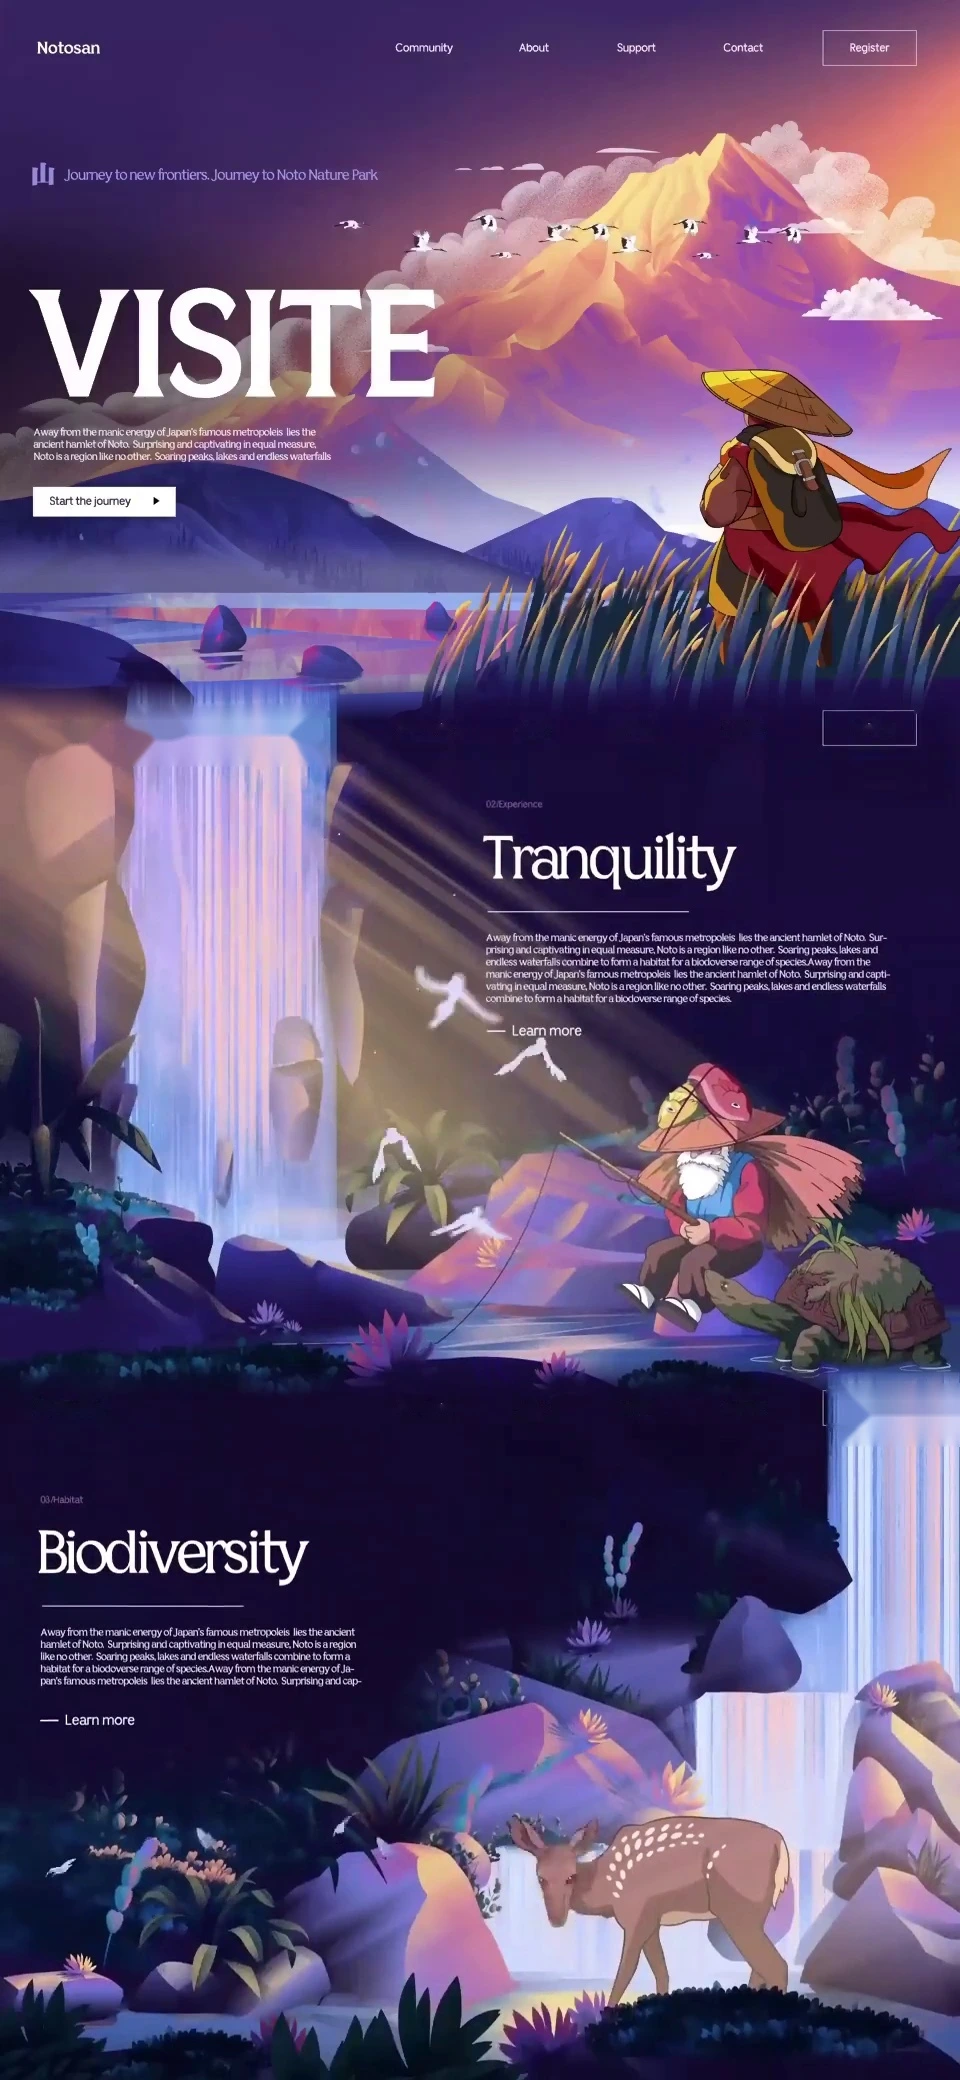 Notosan
Community
About
Support
Contact
Register
Journey to new frontiers. Journey to Noto Nature Park
VISITE
Away from the manic energy of Japan's famous metropoleis lies the
ancient hamlet of Noto. Surprising and captivating in equal measure,
Noto is a region like no other. Soaring peaks, lakes and endless waterfalls
Start the journey
02/Experience
Tranquility
Away from the manic energy of Japan's famous metropoleis lies the ancient hamlet of Noto. Sur-
prising and captivating in equal measure, Noto is a region like no other. Soaring peaks, lakes and
endless waterfalls combine to form a habitat for a biodoverse range of species.Away from the
manic energy of Japan's famous metropoleis lies the ancient hamlet of Noto. Surprising and capti-
vating in equal measure, Noto is a region like no other. Soaring peaks, lakes and endless waterfalls
combine to form a habitat for a biodoverse range of species.
Learn more
03/Habitat
Biodiversity
Away from the manic energy of Japan's famous metropoleis lies the ancient
hamlet of Noto. Surprising and captivating in equal measure, Noto is a region
like no other. Soaring peaks, lakes and endless waterfalls combine to form a
habitat for a biodoverse range of species.Away from the manic energy of Ja-
pan's famous metropoleis lies the ancient hamlet of Noto. Surprising and cap-
Learn more